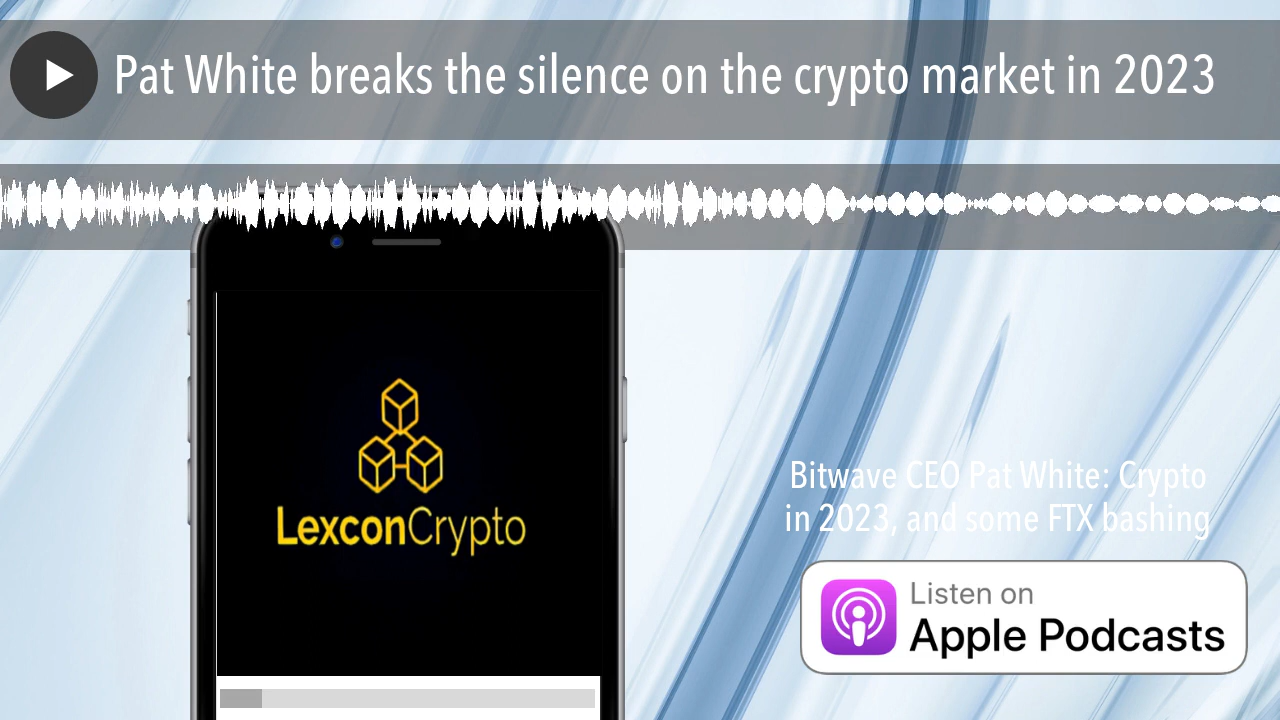 Pat White breaks the silence on the crypto market in 2023
LexconCrypto
Bitwave CEO Pat White: Crypto
in 2023, and some FTX bashing
Listen on
Apple Podcasts